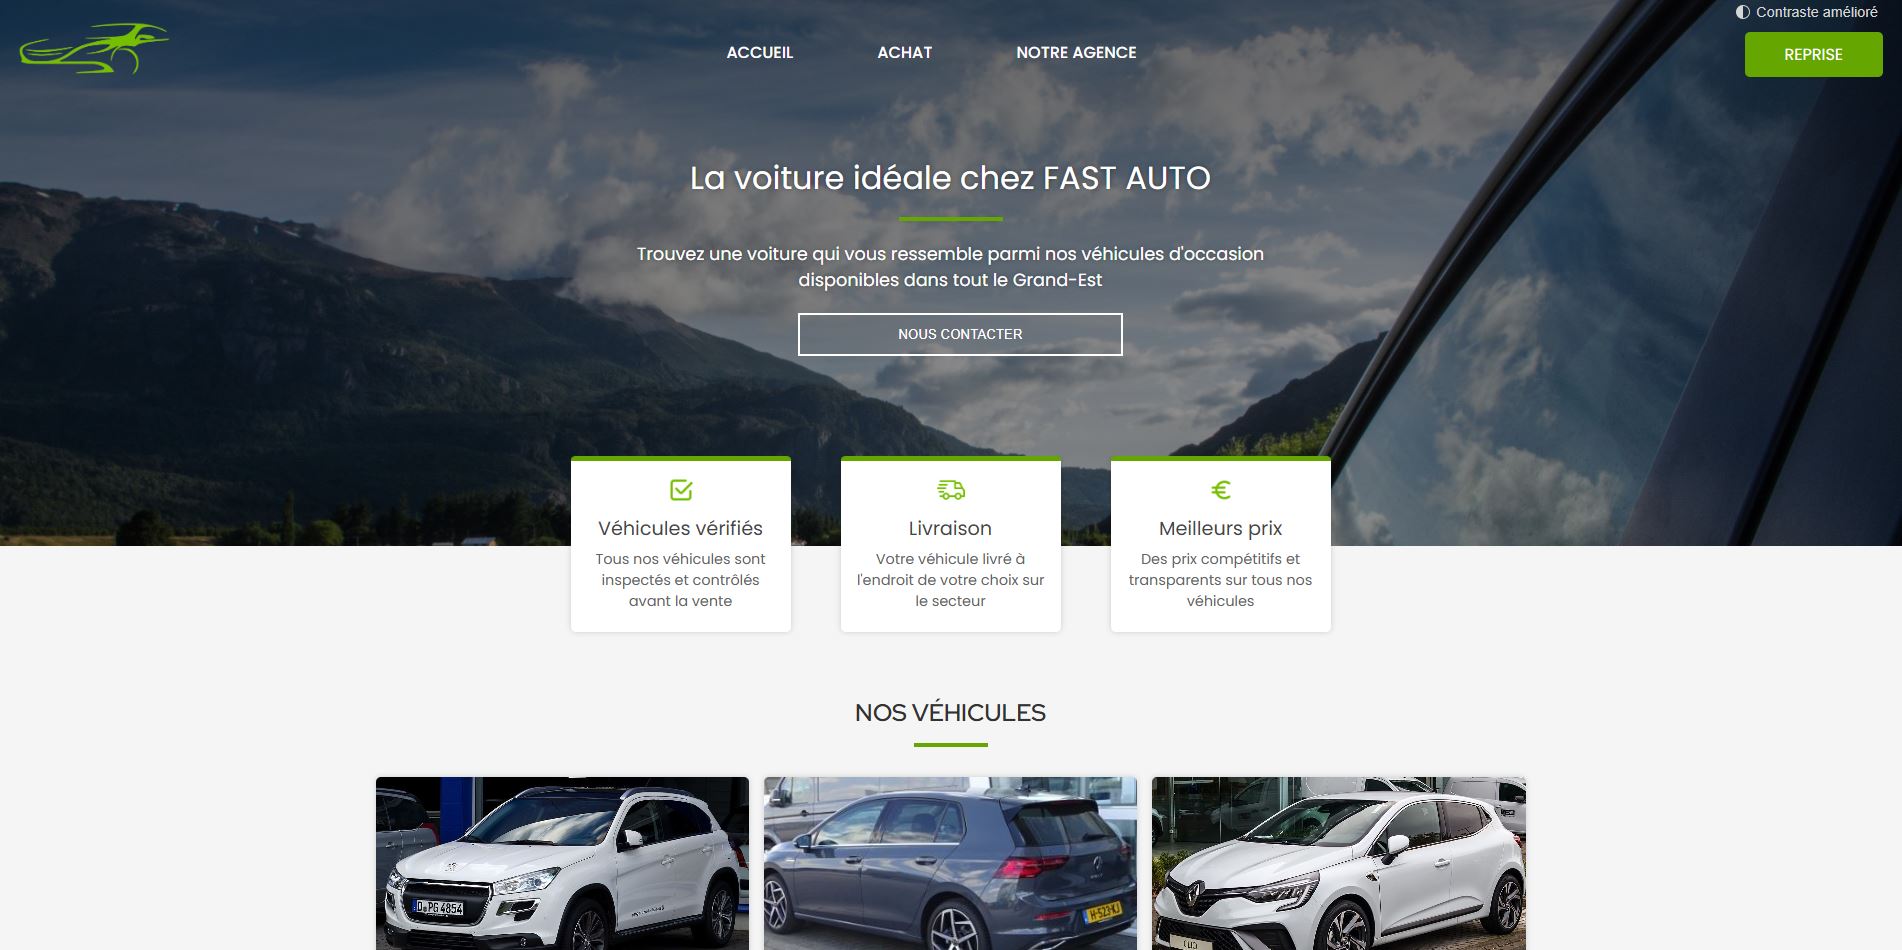 Contraste amélioré
ACCUEIL
ACHAT
NOTRE AGENCE
REPRISE
La voiture idéale chez FAST AUTO
Trouvez une voiture qui vous ressemble parmi nos véhicules d'occasion
disponibles dans tout le Grand-Est
NOUS CONTACTER
Véhicules vérifiés
Tous nos véhicules sont
inspectés et contrôlés
avant la vente
Livraison
Votre véhicule livré à
l'endroit de votre choix sur
le secteur
Meilleurs prix
Des prix compétitifs et
transparents sur tous nos
véhicules
NOS VÉHICULES
D PG 4854
H-523-KJ